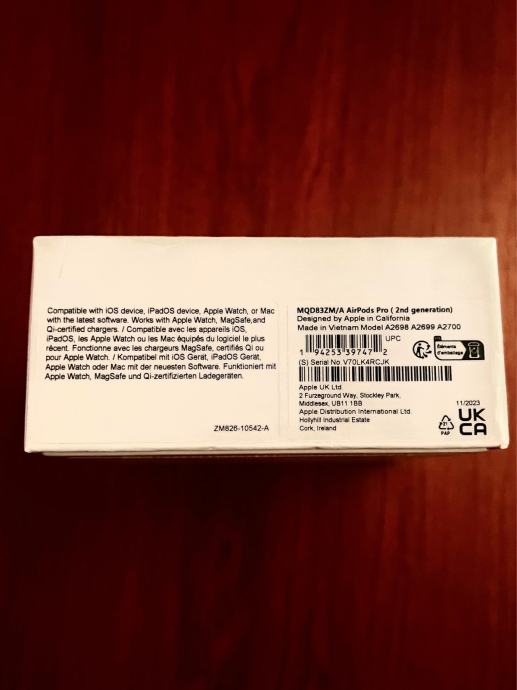 Compatible with iOS device, iPadOS device, Apple Watch, or Mac
with the latest software. Works with Apple Watch, MagSafe,and
Qi-certified chargers. / Compatible avec les appareils iOS,
iPadOS, les Apple Watch ou les Mac équipés du logiciel le plus
récent. Fonctionne avec les chargeurs MagSafe, certifiés Qi ou
pour Apple Watch. / Kompatibel mit iOS Gerät, iPadOS Gerät,
Apple Watch oder Mac mit der neuesten Software. Funktioniert mit
Apple Watch, MagSafe und Qi-zertifizierten Ladegeräten.
ZM826-10542-A
MQD83ZM/A AirPods Pro ( 2nd generation)
Designed by Apple in California
Made in Vietnam Model A2698 A2699 A2700
UPC
1 94253 39747 2
(S) Serial No. V70LK4RCJK
Éléments
d'emballage
Apple UK Ltd
2 Furzeground Way, Stockley Park,
Middlesex, UB11 1BB
Apple Distribution International Ltd.
Hollyhill Industrial Estate
Cork, Ireland
11/2023
21
PAP
UK
CA